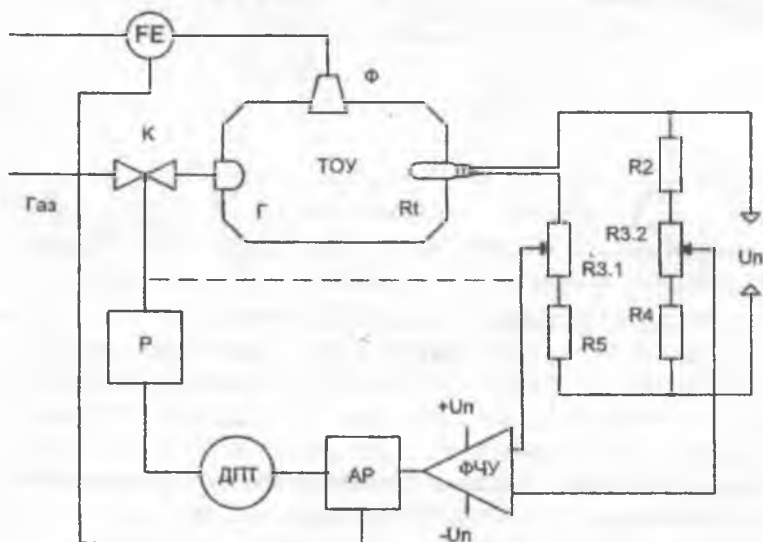 FE
Ф
К
ТОУ
R2
Газ
Г
Rt
R3.2
Un
R3.1
Р
R4
R5
+Un
ДПТ
АР
ФЧУ
-Un